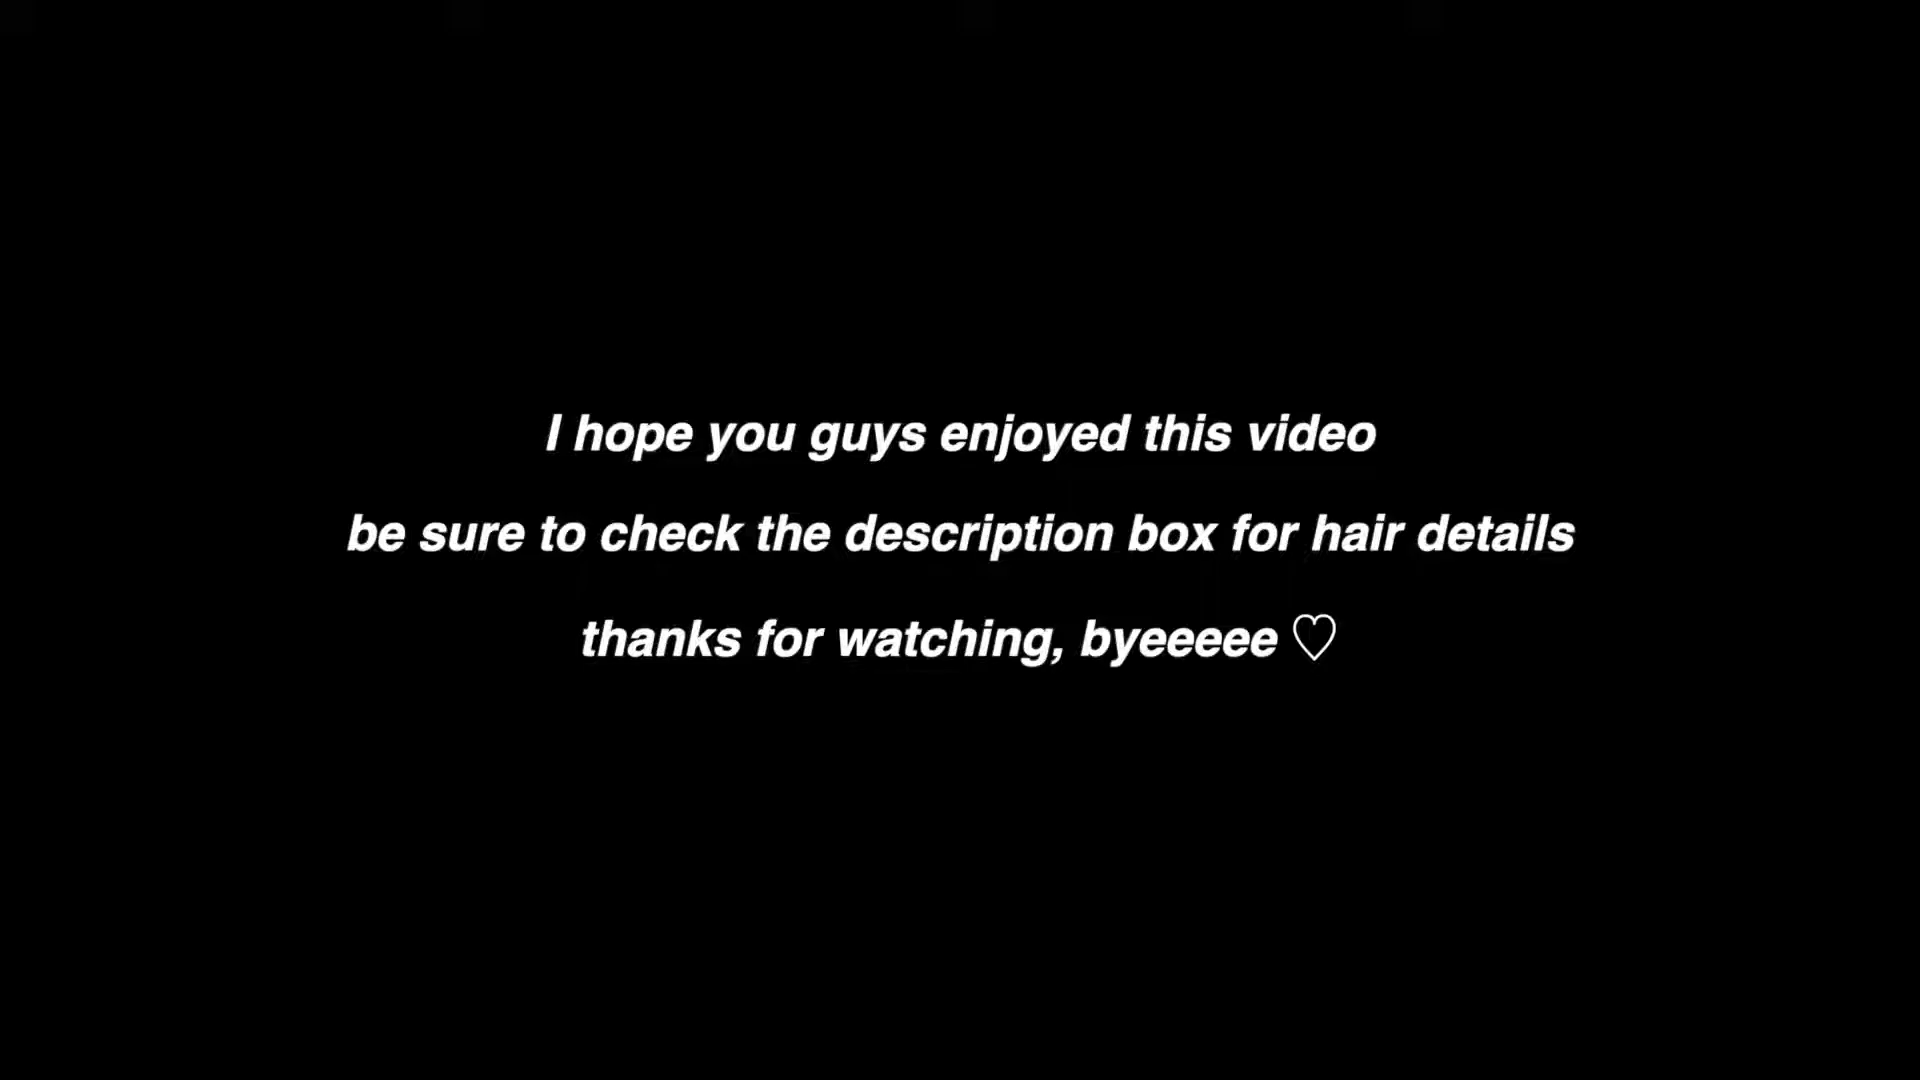 I hope you guys enjoyed this video
be sure to check the description box for hair details
thanks for watching, byeeeee ♡